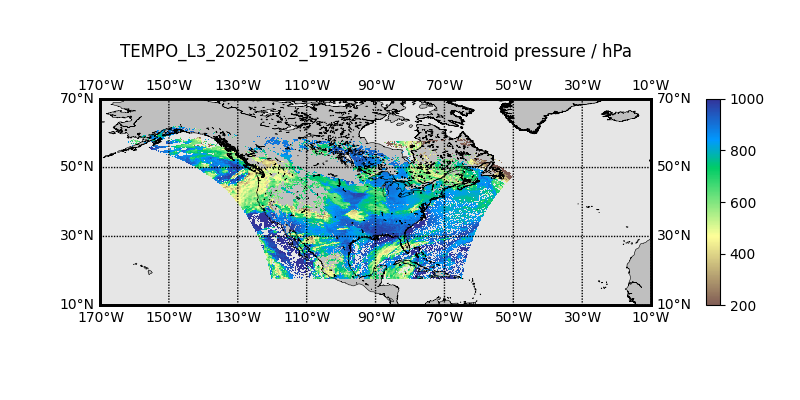 TEMPO_L3_20250102_191526 - Cloud-centroid pressure / hPa
170°W 150°W 130°W 110°W 90°W 70°W 50°W 30°W 10°W
70°N 70°N 1000
800
50°N 50°N
600
30°N 30°N
400
10°N 10°N 200
170°W 150°W 130°W 110°W 90°W 70°W 50°W 30°W 10°W